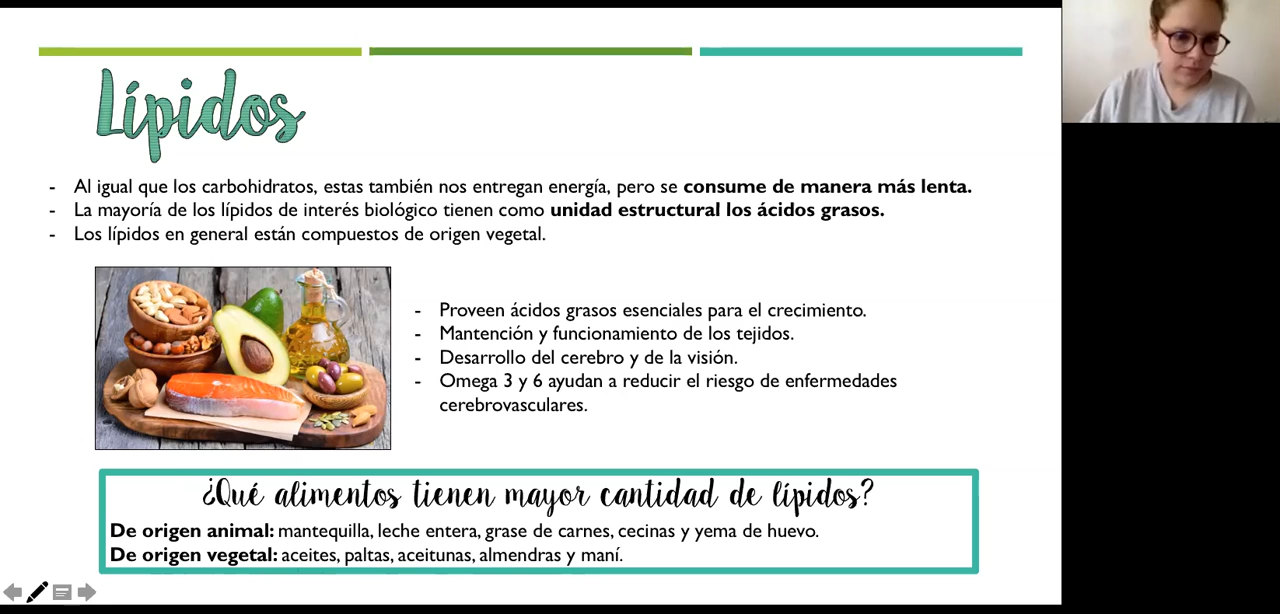 Lípidos
- Al igual que los carbohidratos, estas también nos entregan energía, pero se consume de manera más lenta.
- La mayoría de los lípidos de interés biológico tienen como unidad estructural los ácidos grasos.
- Los lípidos en general están compuestos de origen vegetal.
- Proveen ácidos grasos esenciales para el crecimiento.
- Mantención y funcionamiento de los tejidos.
- Desarrollo del cerebro y de la visión.
- Omega 3 y 6 ayudan a reducir el riesgo de enfermedades
cerebrovasculares.
¿Qué alimentos tienen mayor cantidad de lípidos?
De origen animal: mantequilla, leche entera, grase de carnes, cecinas y yema de huevo.
De origen vegetal: aceites, paltas, aceitunas, almendras y maní.